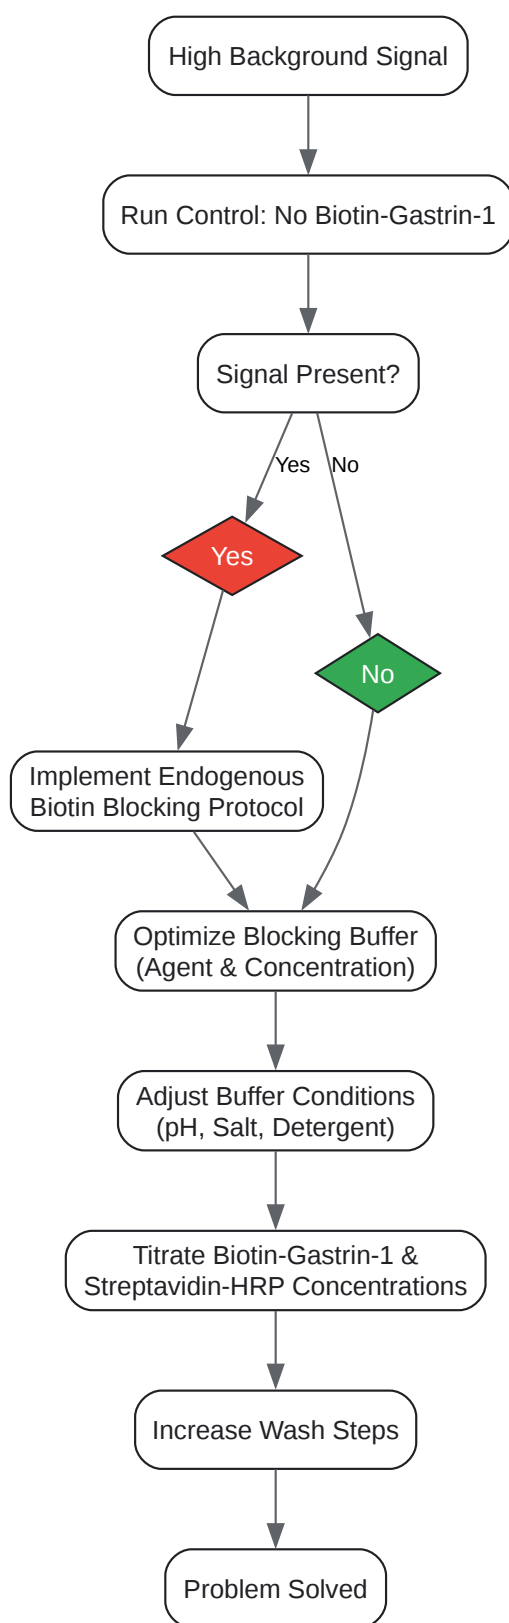 High Background Signal
Run Control: No Biotin-Gastrin-1
Signal Present?
Yes
No
Yes
No
Implement Endogenous
Biotin Blocking Protocol
Optimize Blocking Buffer
(Agent & Concentration)
Adjust Buffer Conditions
(pH, Salt, Detergent)
Titrate Biotin-Gastrin-1 &
Streptavidin-HRP Concentrations
Increase Wash Steps
Problem Solved